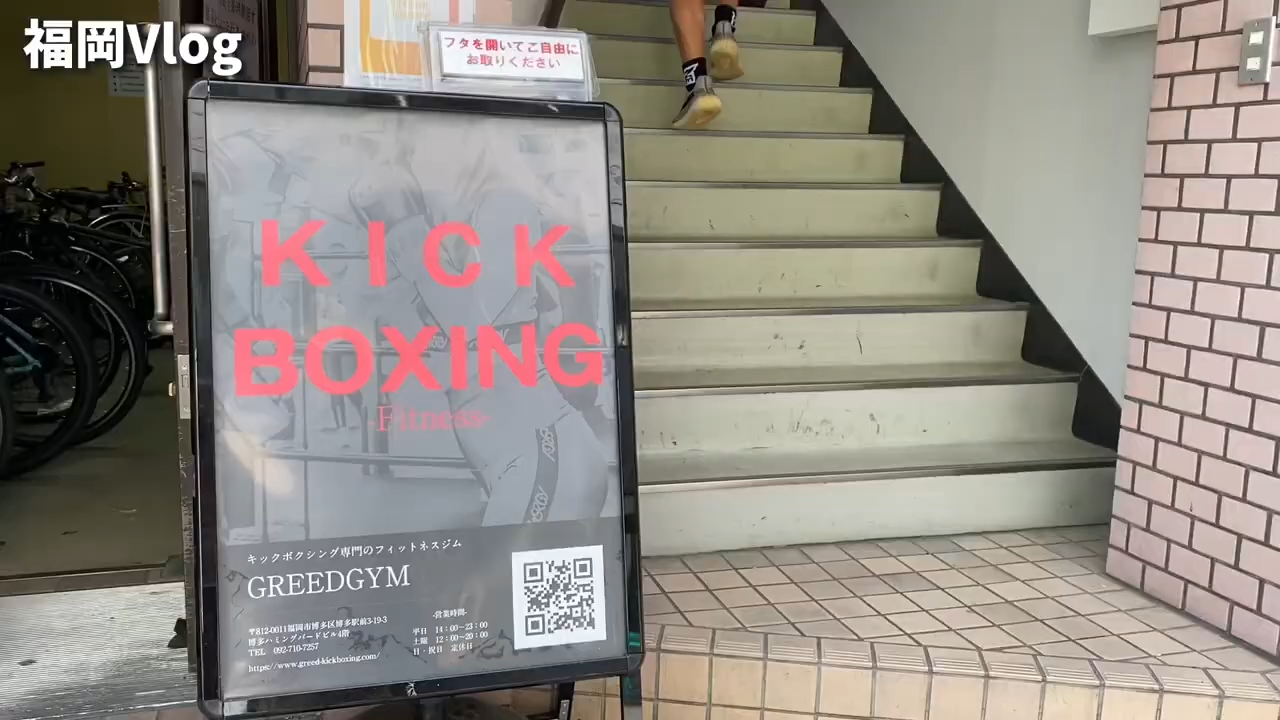 福岡Vlog
フタを開いてご自由に
お取りください
KICK
BOXING
-Fitness-
キックボクシング専門のフィットネスジム
GREEDGYM
〒812-0011福岡市博多区博多駅前3-19-3
博多ハミングバードビル4階
TEL 092-710-7257
https://www.greed-kickboxing.com/
-営業時間-
平日 14:00~23:00
土曜 12:00~20:00
日・祝日 定休日